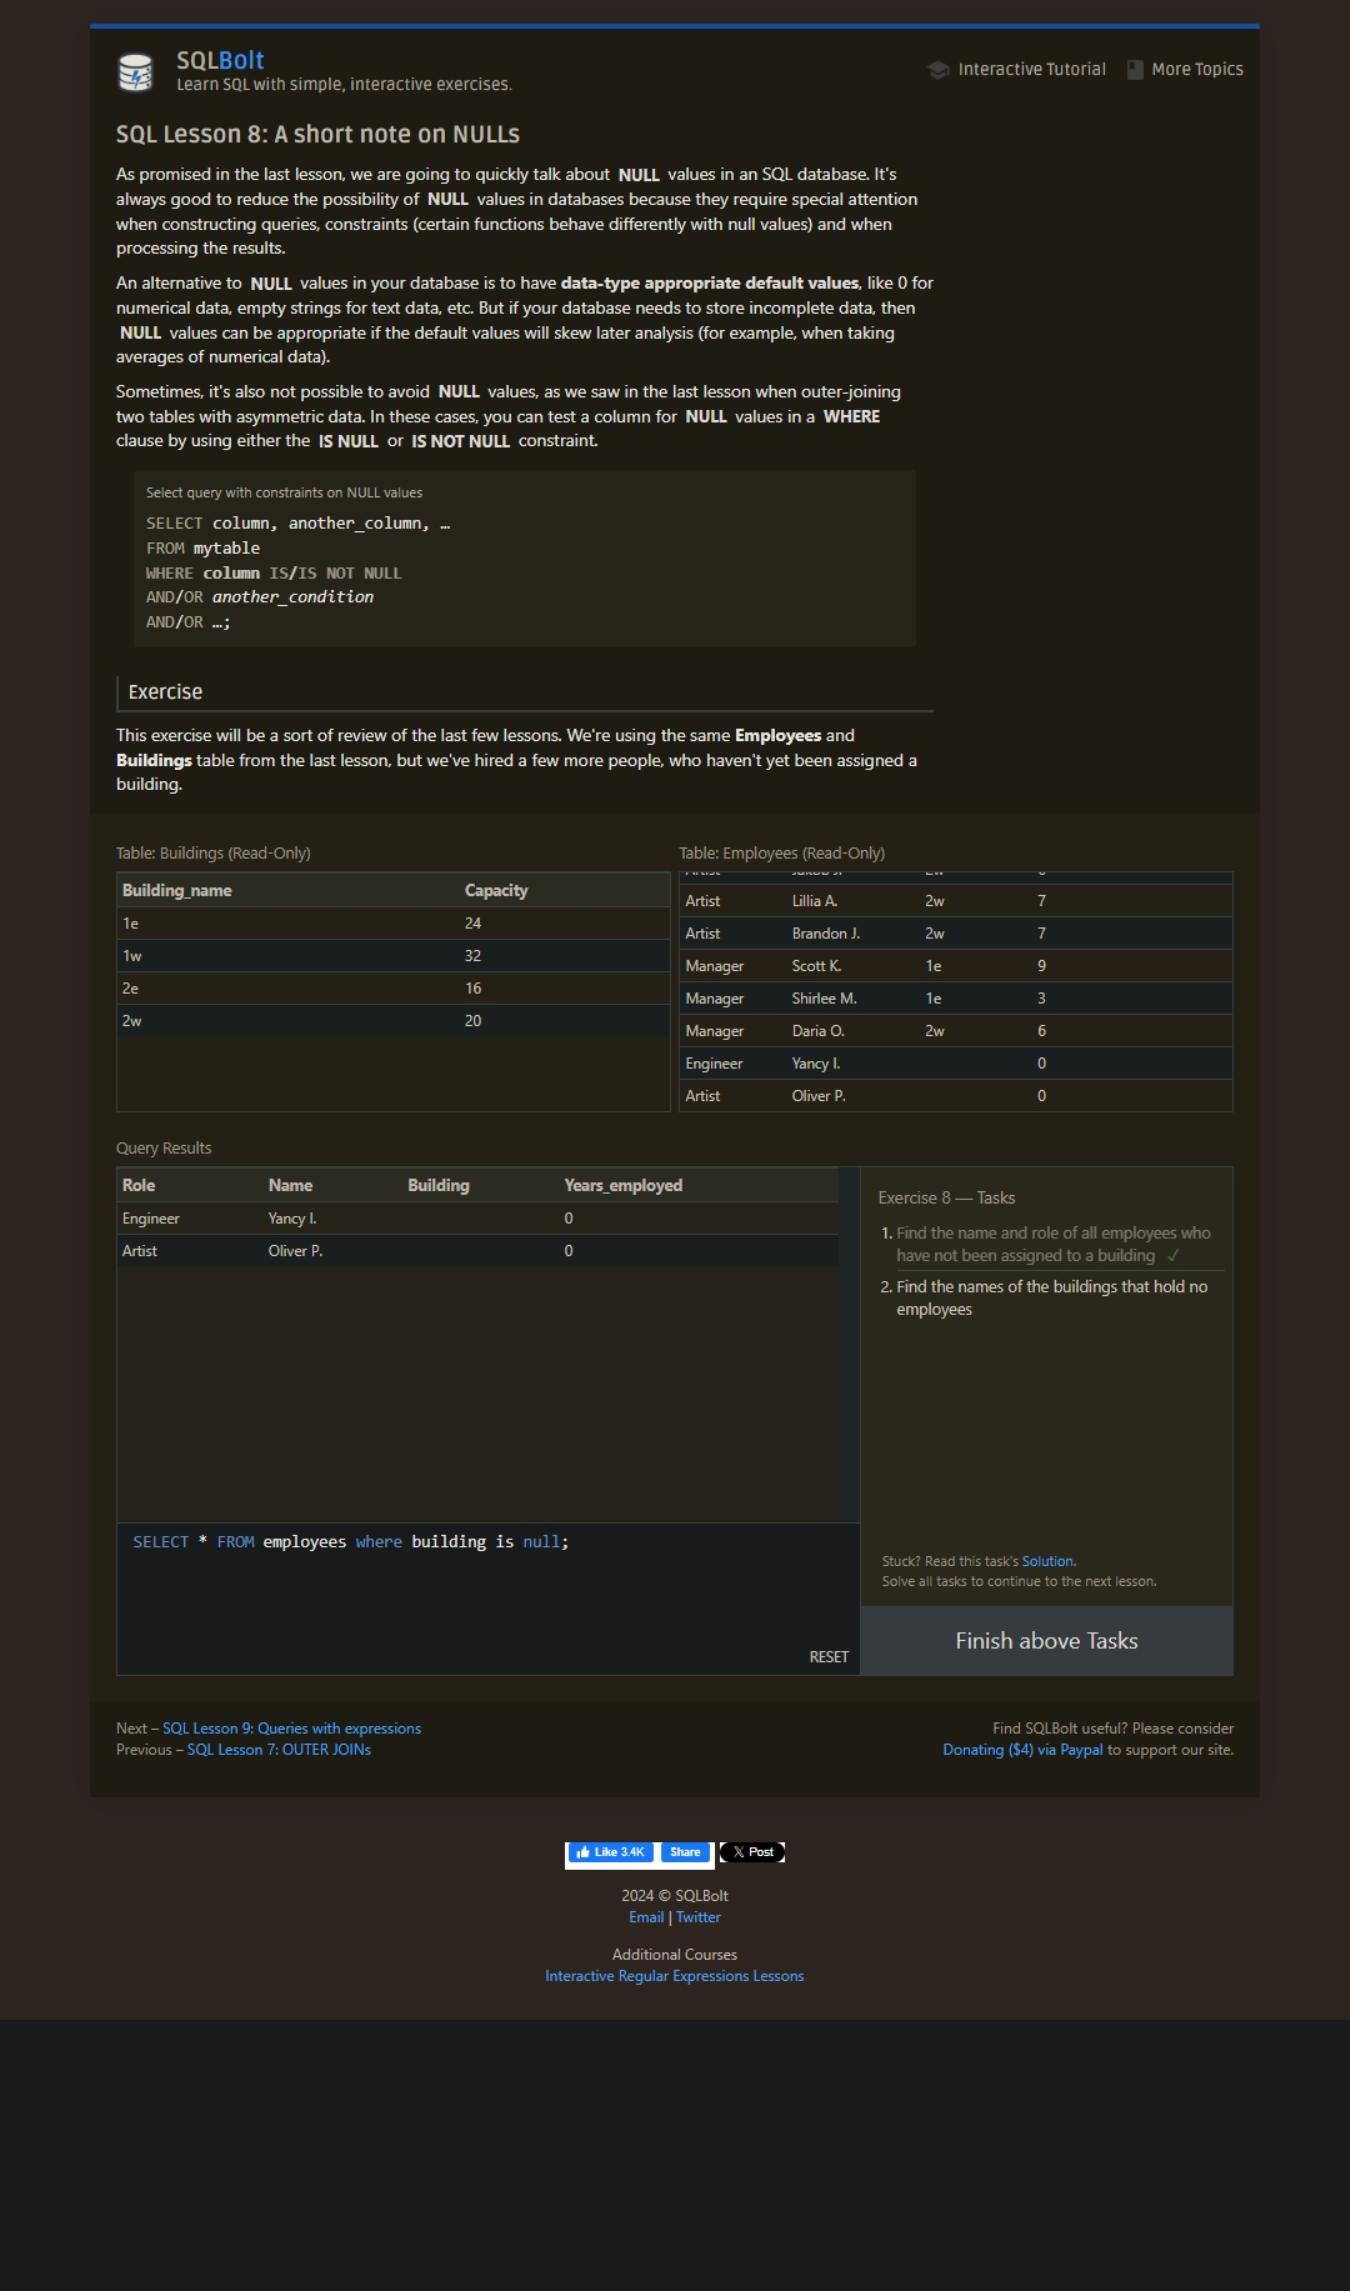 SQLBolt
Learn SQL with simple, interactive exercises.
Interactive Tutorial
More Topics
SQL Lesson 8: A short note on NULLs
As promised in the last lesson, we are going to quickly talk about NULL values in an SQL database. It's
always good to reduce the possibility of NULL values in databases because they require special attention
when constructing queries, constraints (certain functions behave differently with null values) and when
processing the results.
An alternative to NULL values in your database is to have data-type appropriate default values, like 0 for
numerical data, empty strings for text data, etc. But if your database needs to store incomplete data, then
NULL values can be appropriate if the default values will skew later analysis (for example, when taking
averages of numerical data).
Sometimes, it's also not possible to avoid NULL values, as we saw in the last lesson when outer-joining
two tables with asymmetric data. In these cases, you can test a column for NULL values in a WHERE
clause by using either the IS NULL or IS NOT NULL constraint.
Select query with constraints on NULL values
SELECT column, another_column, …
FROM mytable
WHERE column IS/IS NOT NULL
AND/OR another_condition
AND/OR …;
Exercise
This exercise will be a sort of review of the last few lessons. We're using the same Employees and
Buildings table from the last lesson, but we've hired a few more people, who haven't yet been assigned a
building.
Table: Buildings (Read-Only)
Building_name Capacity
1e 24
1w 32
2e 16
2w 20
Table: Employees (Read-Only)
Artist Lillia A. 2w 7
Artist Brandon J. 2w 7
Manager Scott K. 1e 9
Manager Shirlee M. 1e 3
Manager Daria O. 2w 6
Engineer Yancy I. 0
Artist Oliver P. 0
Query Results
Role Name Building Years_employed
Engineer Yancy I. 0
Artist Oliver P. 0
Exercise 8 — Tasks
1. Find the name and role of all employees who
have not been assigned to a building ✓
2. Find the names of the buildings that hold no
employees
SELECT * FROM employees where building is null;
RESET
Stuck? Read this task's Solution.
Solve all tasks to continue to the next lesson.
Finish above Tasks
Next – SQL Lesson 9: Queries with expressions
Previous – SQL Lesson 7: OUTER JOINs
Find SQLBolt useful? Please consider
Donating ($4) via Paypal to support our site.
Like 3.4K Share
X Post
2024 © SQLBolt
Email | Twitter
Additional Courses
Interactive Regular Expressions Lessons